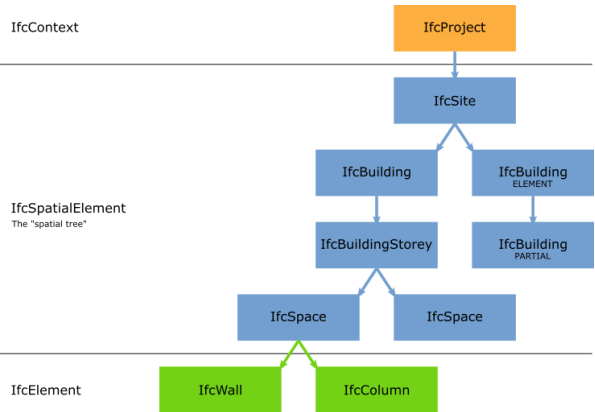 IfcContext
IfcProject
IfcSite
IfcBuilding
IfcBuilding
ELEMENT
IfcSpatialElement
The "spatial tree"
IfcBuildingStorey
IfcBuilding
PARTIAL
IfcSpace
IfcSpace
IfcElement
IfcWall
IfcColumn